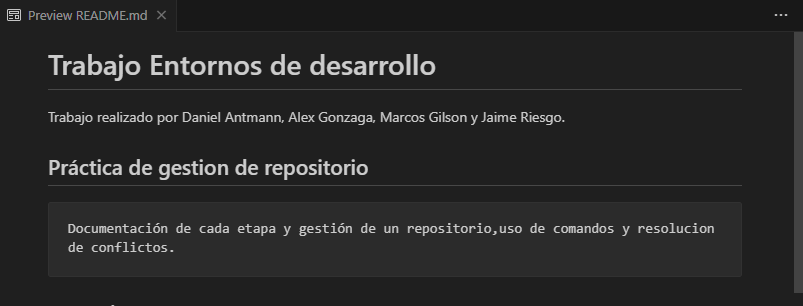 Preview README.md
Trabajo Entornos de desarrollo
Trabajo realizado por Daniel Antmann, Alex Gonzaga, Marcos Gilson y Jaime Riesgo.
Práctica de gestion de repositorio
Documentación de cada etapa y gestión de un repositorio,uso de comandos y resolucion
de conflictos.